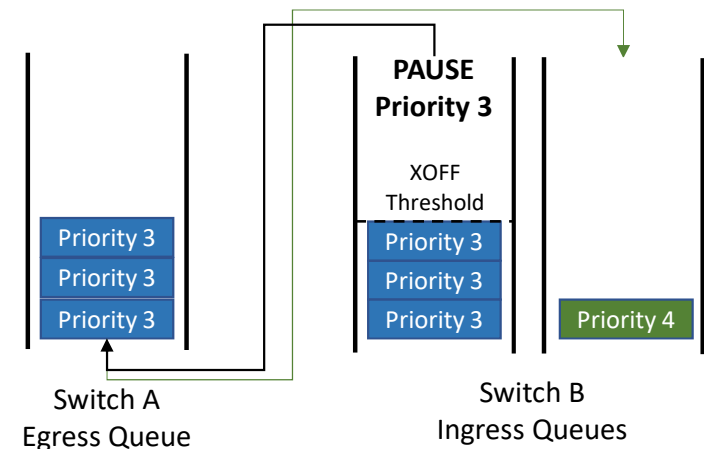 PAUSE
Priority 3
XOFF
Threshold
Priority 3
Priority 3
Priority 3
Priority 3
Priority 3
Priority 3
Priority 4
Switch A
Egress Queue
Switch B
Ingress Queues